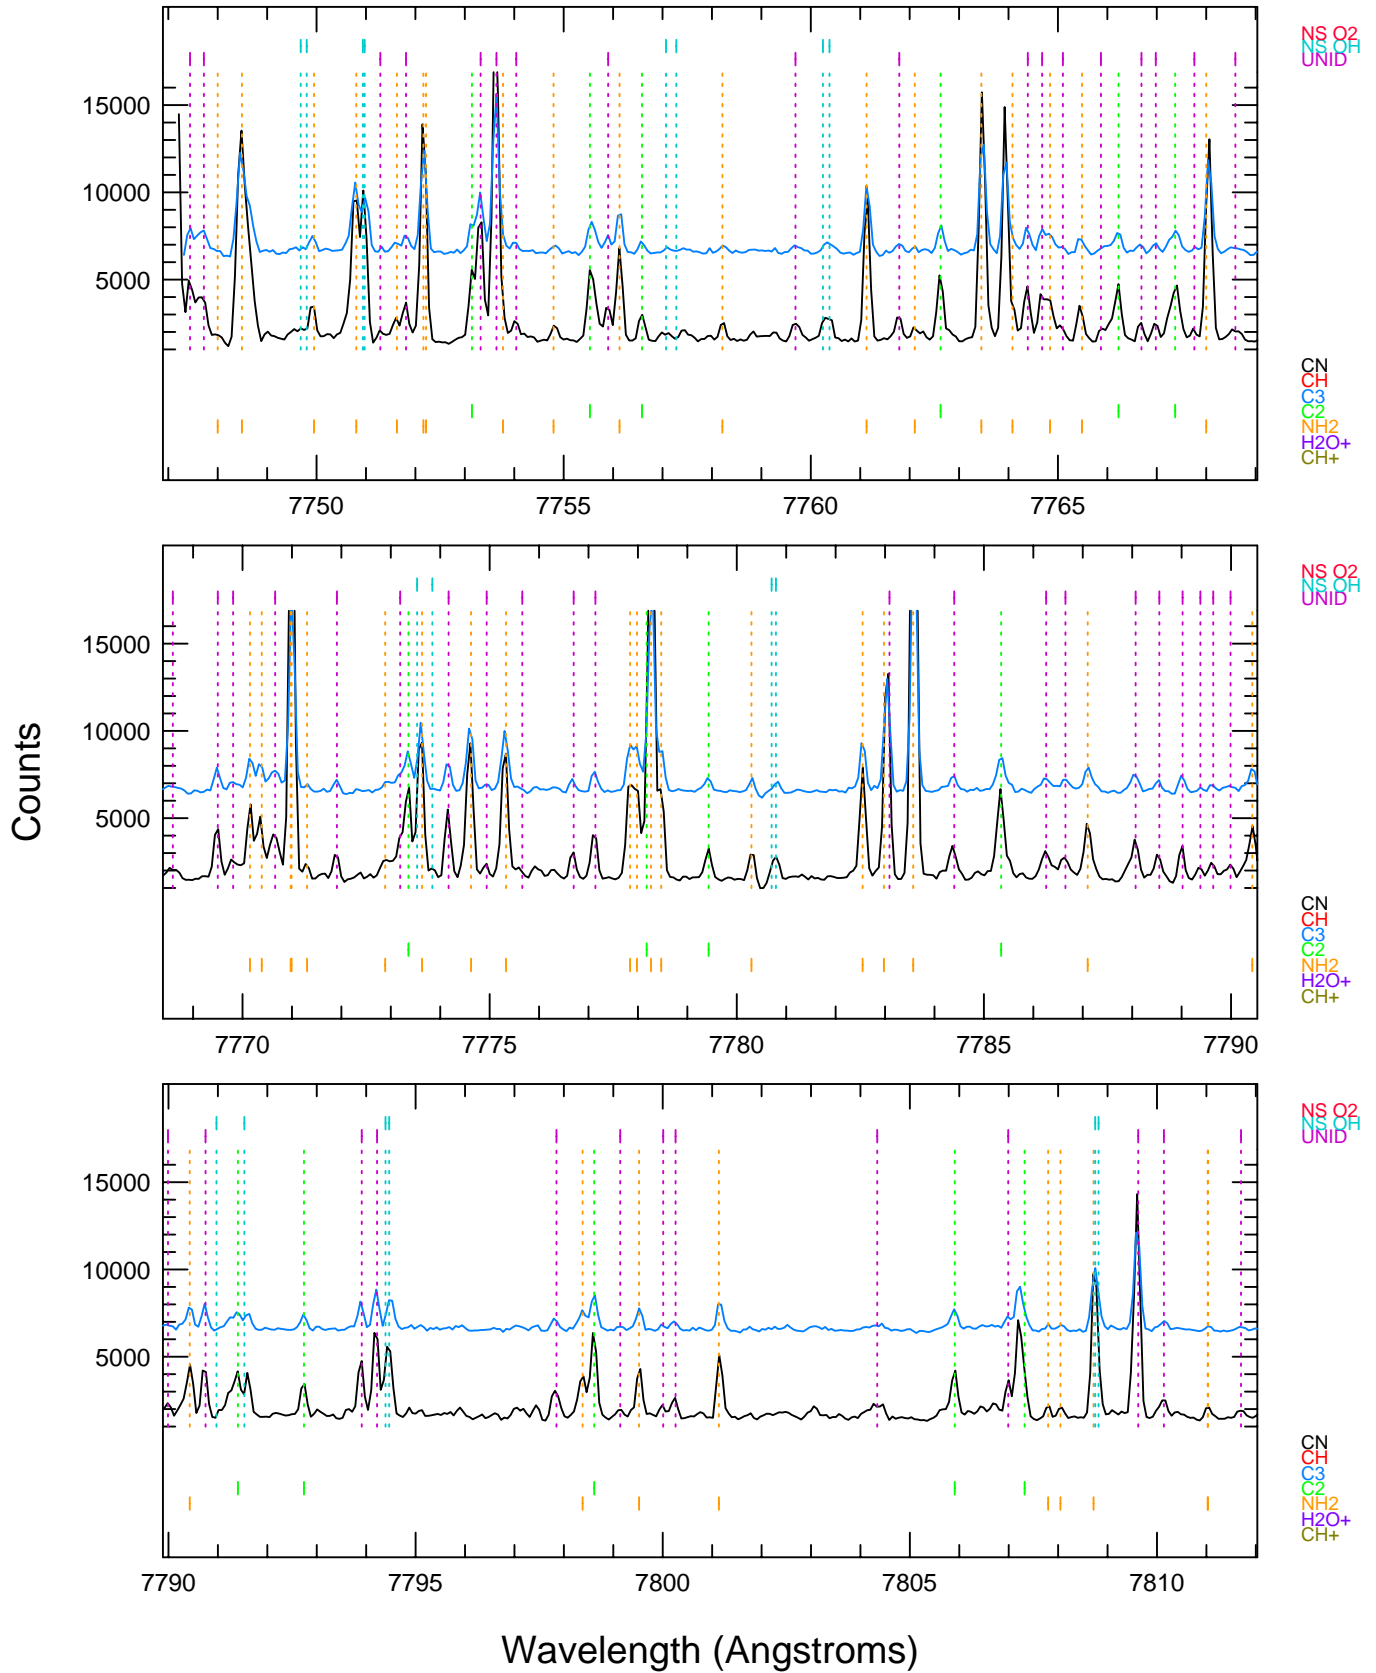 NS O2
NS OH
UNID
15000
10000
5000
CN
CH
C3
C2
NH2
H2O+
CH+
7750 7755 7760 7765
NS O2
NS OH
UNID
15000
10000
5000
CN
CH
C3
C2
NH2
H2O+
CH+
7770 7775 7780 7785 7790
Counts
NS O2
NS OH
UNID
15000
10000
5000
CN
CH
C3
C2
NH2
H2O+
CH+
7790 7795 7800 7805 7810
Wavelength (Angstroms)